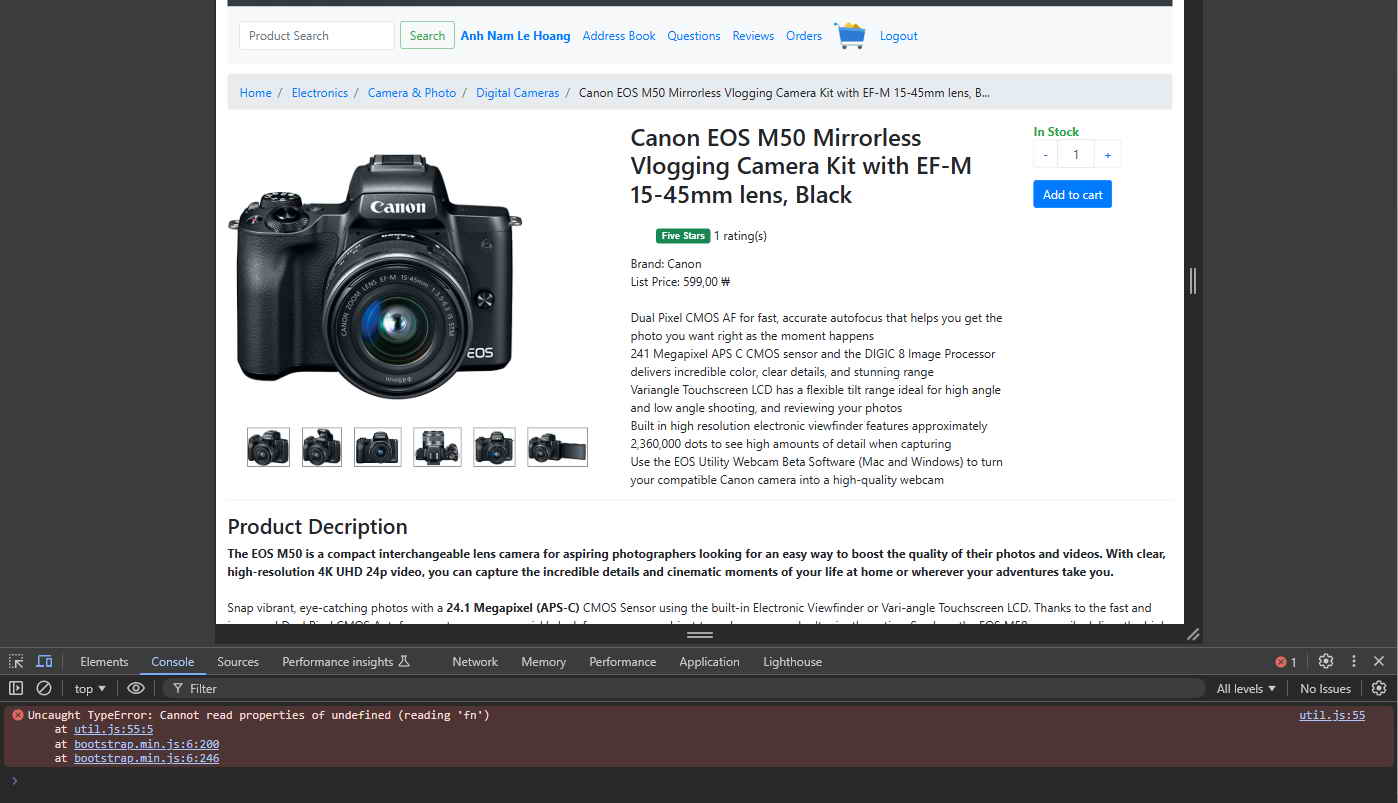 Product Search Search Anh Nam Le Hoang Address Book Questions Reviews Orders Logout
Home / Electronics / Camera & Photo / Digital Cameras / Canon EOS M50 Mirrorless Vlogging Camera Kit with EF-M 15-45mm lens, B...
Canon
EOS
Canon EOS M50 Mirrorless
Vlogging Camera Kit with EF-M
15-45mm lens, Black
Five Stars 1 rating(s)
Brand: Canon
List Price: 599,00 ₩
In Stock
- 1 +
Add to cart
Dual Pixel CMOS AF for fast, accurate autofocus that helps you get the
photo you want right as the moment happens
241 Megapixel APS C CMOS sensor and the DIGIC 8 Image Processor
delivers incredible color, clear details, and stunning range
Variangle Touchscreen LCD has a flexible tilt range ideal for high angle
and low angle shooting, and reviewing your photos
Built in high resolution electronic viewfinder features approximately
2,360,000 dots to see high amounts of detail when capturing
Use the EOS Utility Webcam Beta Software (Mac and Windows) to turn
your compatible Canon camera into a high-quality webcam
Product Decription
The EOS M50 is a compact interchangeable lens camera for aspiring photographers looking for an easy way to boost the quality of their photos and videos. With clear,
high-resolution 4K UHD 24p video, you can capture the incredible details and cinematic moments of your life at home or wherever your adventures take you.
Snap vibrant, eye-catching photos with a 24.1 Megapixel (APS-C) CMOS Sensor using the built-in Electronic Viewfinder or Vari-angle Touchscreen LCD. Thanks to the fast and
Elements Console Sources Performance insights Network Memory Performance Application Lighthouse 1
top Filter All levels No Issues
Uncaught TypeError: Cannot read properties of undefined (reading 'fn') util.js:55
at util.js:55:5
at bootstrap.min.js:6:200
at bootstrap.min.js:6:246